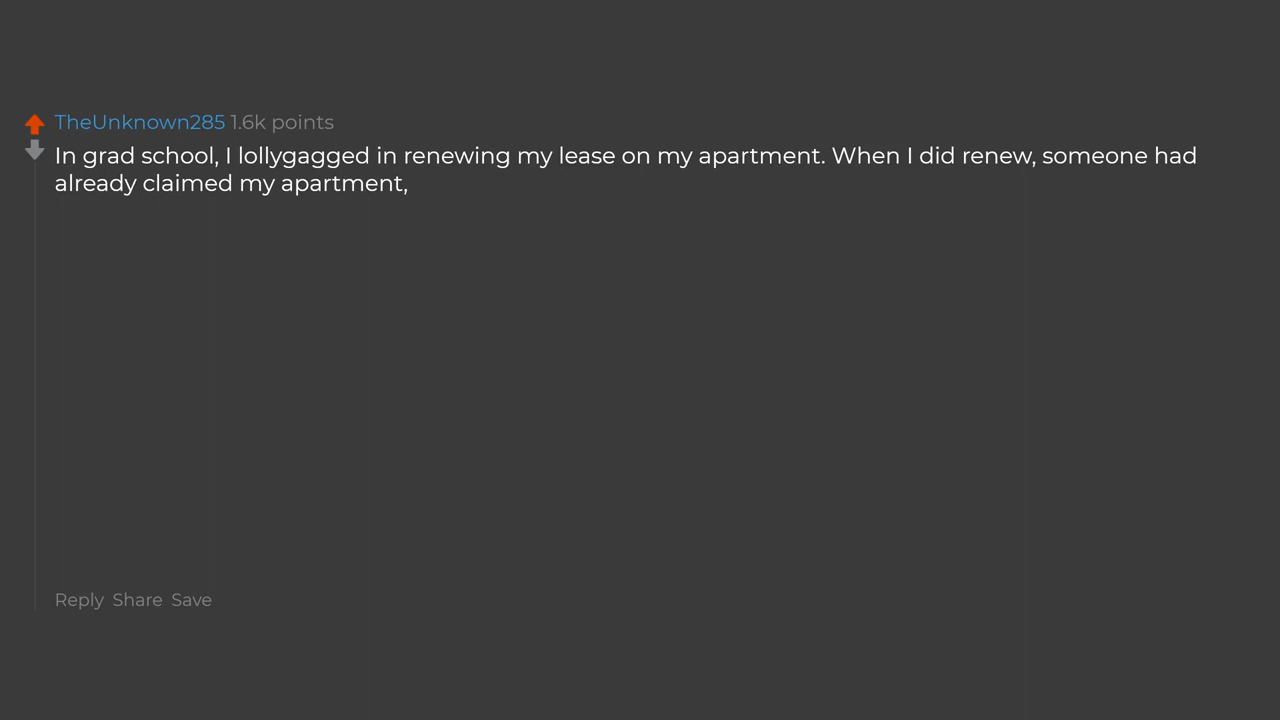 TheUnknown285 1.6k points
In grad school, I lollygagged in renewing my lease on my apartment. When I did renew, someone had
already claimed my apartment,
Reply Share Save